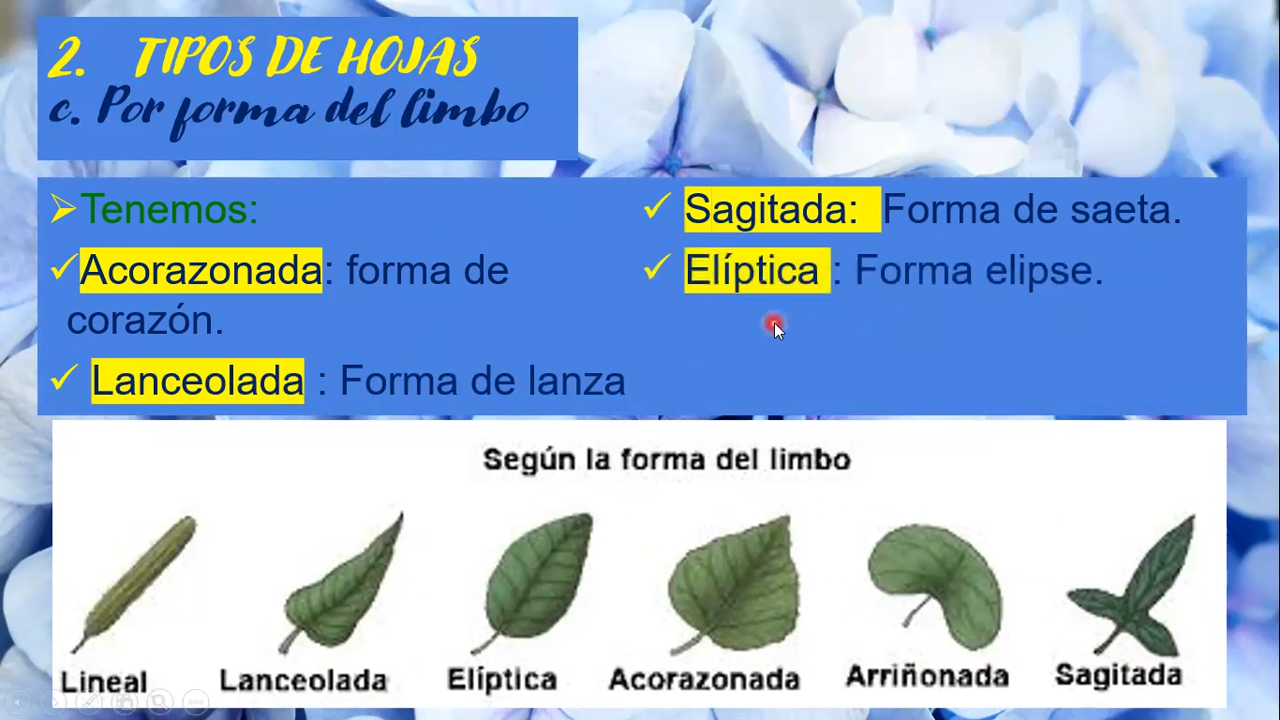 2. TIPOS DE HOJAS
c. Por forma del limbo
Tenemos:
Acorazonada: forma de
corazón.
Lanceolada : Forma de lanza
Sagitada: Forma de saeta.
Elíptica : Forma elipse.
Según la forma del limbo
Lineal Lanceolada Elíptica Acorazonada Arriñonada Sagitada